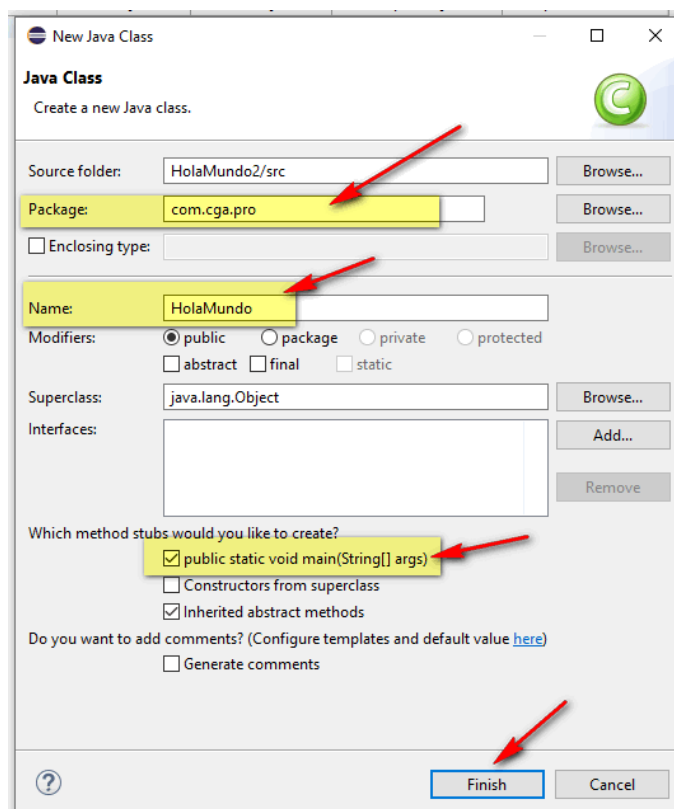 New Java Class
Java Class
Create a new Java class.
C
Source folder: HolaMundo2/src Browse...
Package: com.cga.pro Browse...
Enclosing type: Browse...
Name: HolaMundo
Modifiers: public package private protected
abstract final static
Superclass: java.lang.Object Browse...
Interfaces: Add...
Remove
Which method stubs would you like to create?
public static void main(String[] args)
Constructors from superclass
Inherited abstract methods
Do you want to add comments? (Configure templates and default value here)
Generate comments
? Finish Cancel